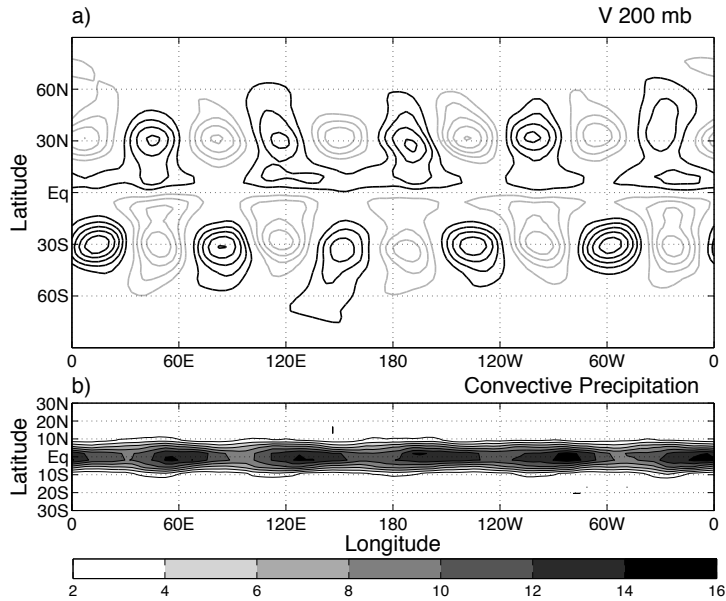 a) V 200 mb
60N
30N
Eq
30S
60S
Latitude
0 60E 120E 180 120W 60W 0
b) Convective Precipitation
30N
20N
10N
Eq
10S
20S
30S
Latitude
0 60E 120E 180 120W 60W 0
Longitude
2 4 6 8 10 12 14 16